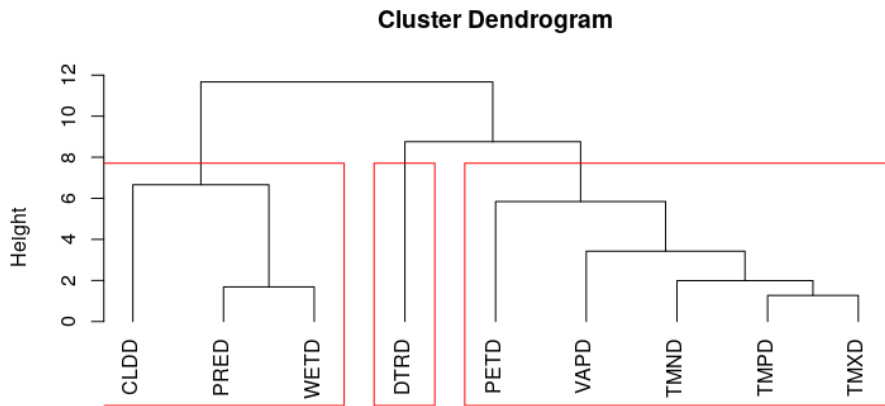 Cluster Dendrogram
Height
12
10
8
6
4
2
0
CLDD
PRED
WETD
DTRD
PETD
VAPD
TMND
TMPD
TMXD